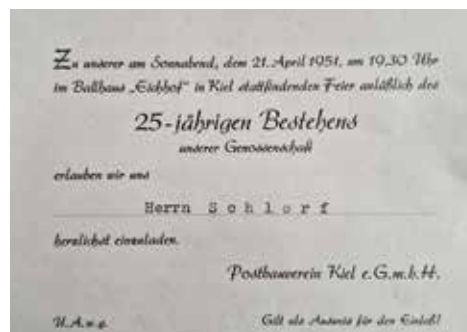 Zu unserer am Sonnabend, dem 21. April 1951, um 19,30 Uhr
im Ballhaus „Eichhof“ in Kiel stattfindenden Feier anläßlich des
25-jährigen Bestehens
unserer Genossenschaft
erlauben wir uns
Herrn Schlorf
herzlichst einzuladen.
Postbauverein Kiel e.G.m.b.H.
U.A.w.g.
Gilt als Ausweis für den Einlaß!